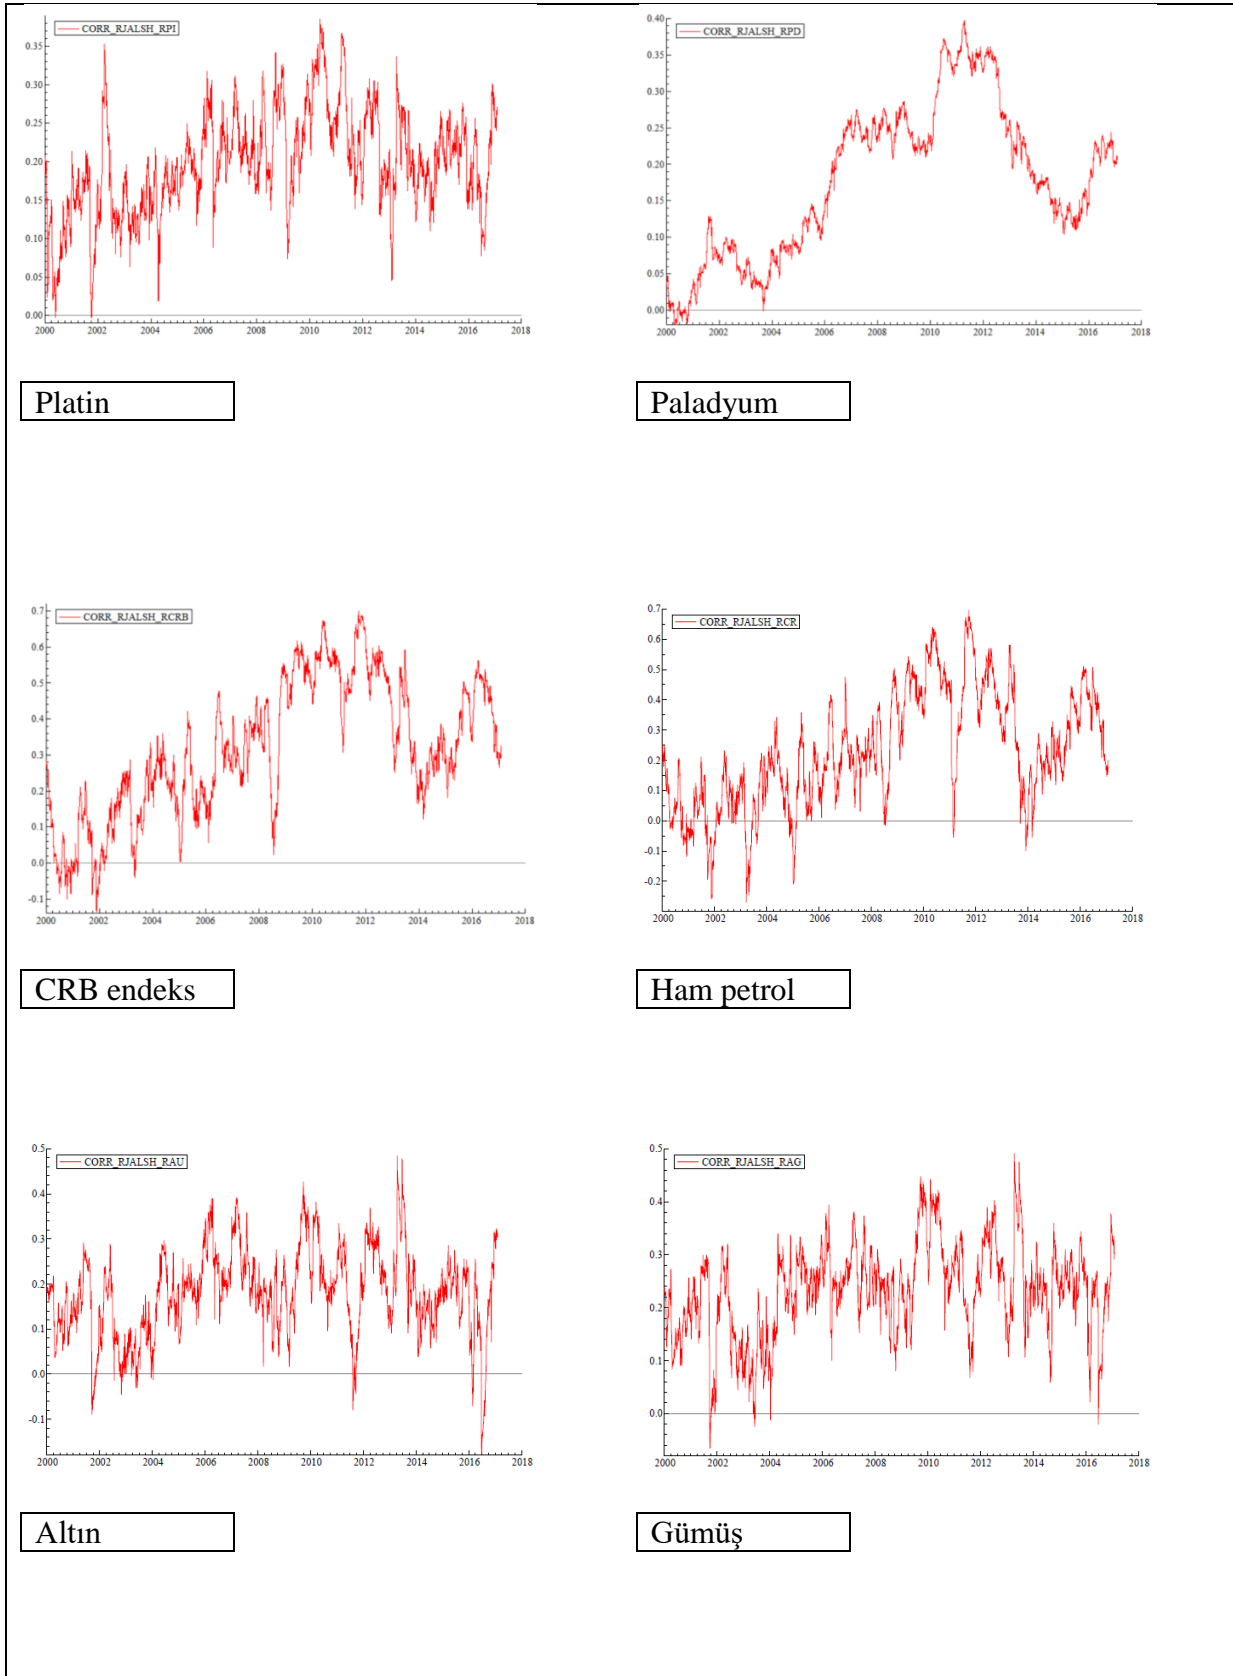 CORR_RJALSH_RPI
0.35
0.30
0.25
0.20
0.15
0.10
0.05
0.00
2000 2002 2004 2006 2008 2010 2012 2014 2016 2018
Platin
0.40
CORR_RJALSH_RPD
0.35
0.30
0.25
0.20
0.15
0.10
0.05
0.00
2000 2002 2004 2006 2008 2010 2012 2014 2016 2018
Paladyum
0.7
CORR_RJALSH_RCRB
0.6
0.5
0.4
0.3
0.2
0.1
0.0
-0.1
2000 2002 2004 2006 2008 2010 2012 2014 2016 2018
CRB endeks
0.7
CORR_RJALSH_RCR
0.6
0.5
0.4
0.3
0.2
0.1
0.0
-0.1
-0.2
2000 2002 2004 2006 2008 2010 2012 2014 2016 2018
Ham petrol
0.5
CORR_RJALSH_RAU
0.4
0.3
0.2
0.1
0.0
-0.1
2000 2002 2004 2006 2008 2010 2012 2014 2016 2018
Altın
0.5
CORR_RJALSH_RAG
0.4
0.3
0.2
0.1
0.0
2000 2002 2004 2006 2008 2010 2012 2014 2016 2018
Gümüş